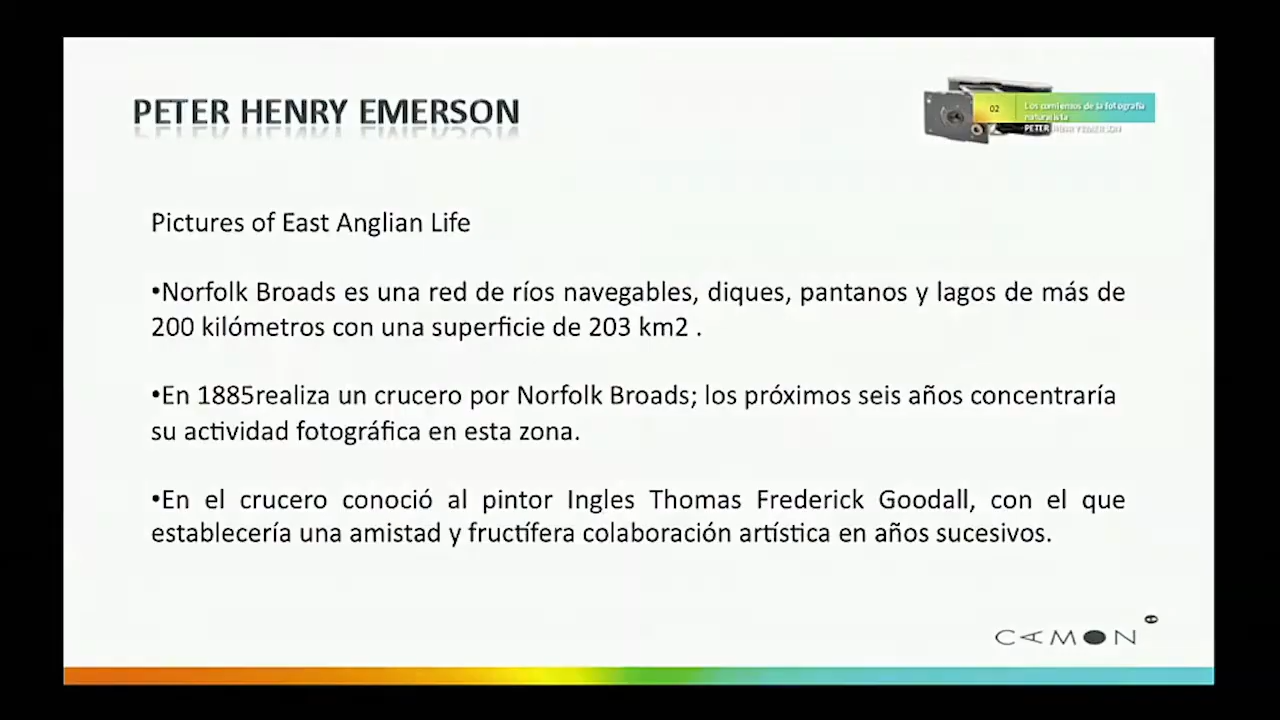 PETER HENRY EMERSON
02
Los comienzos de la fotografía
naturalista
PETER HENRY EMERSON
Pictures of East Anglian Life
•Norfolk Broads es una red de ríos navegables, diques, pantanos y lagos de más de
200 kilómetros con una superficie de 203 km2 .
•En 1885realiza un crucero por Norfolk Broads; los próximos seis años concentraría
su actividad fotográfica en esta zona.
•En el crucero conoció al pintor Ingles Thomas Frederick Goodall, con el que
establecería una amistad y fructífera colaboración artística en años sucesivos.
CAMON